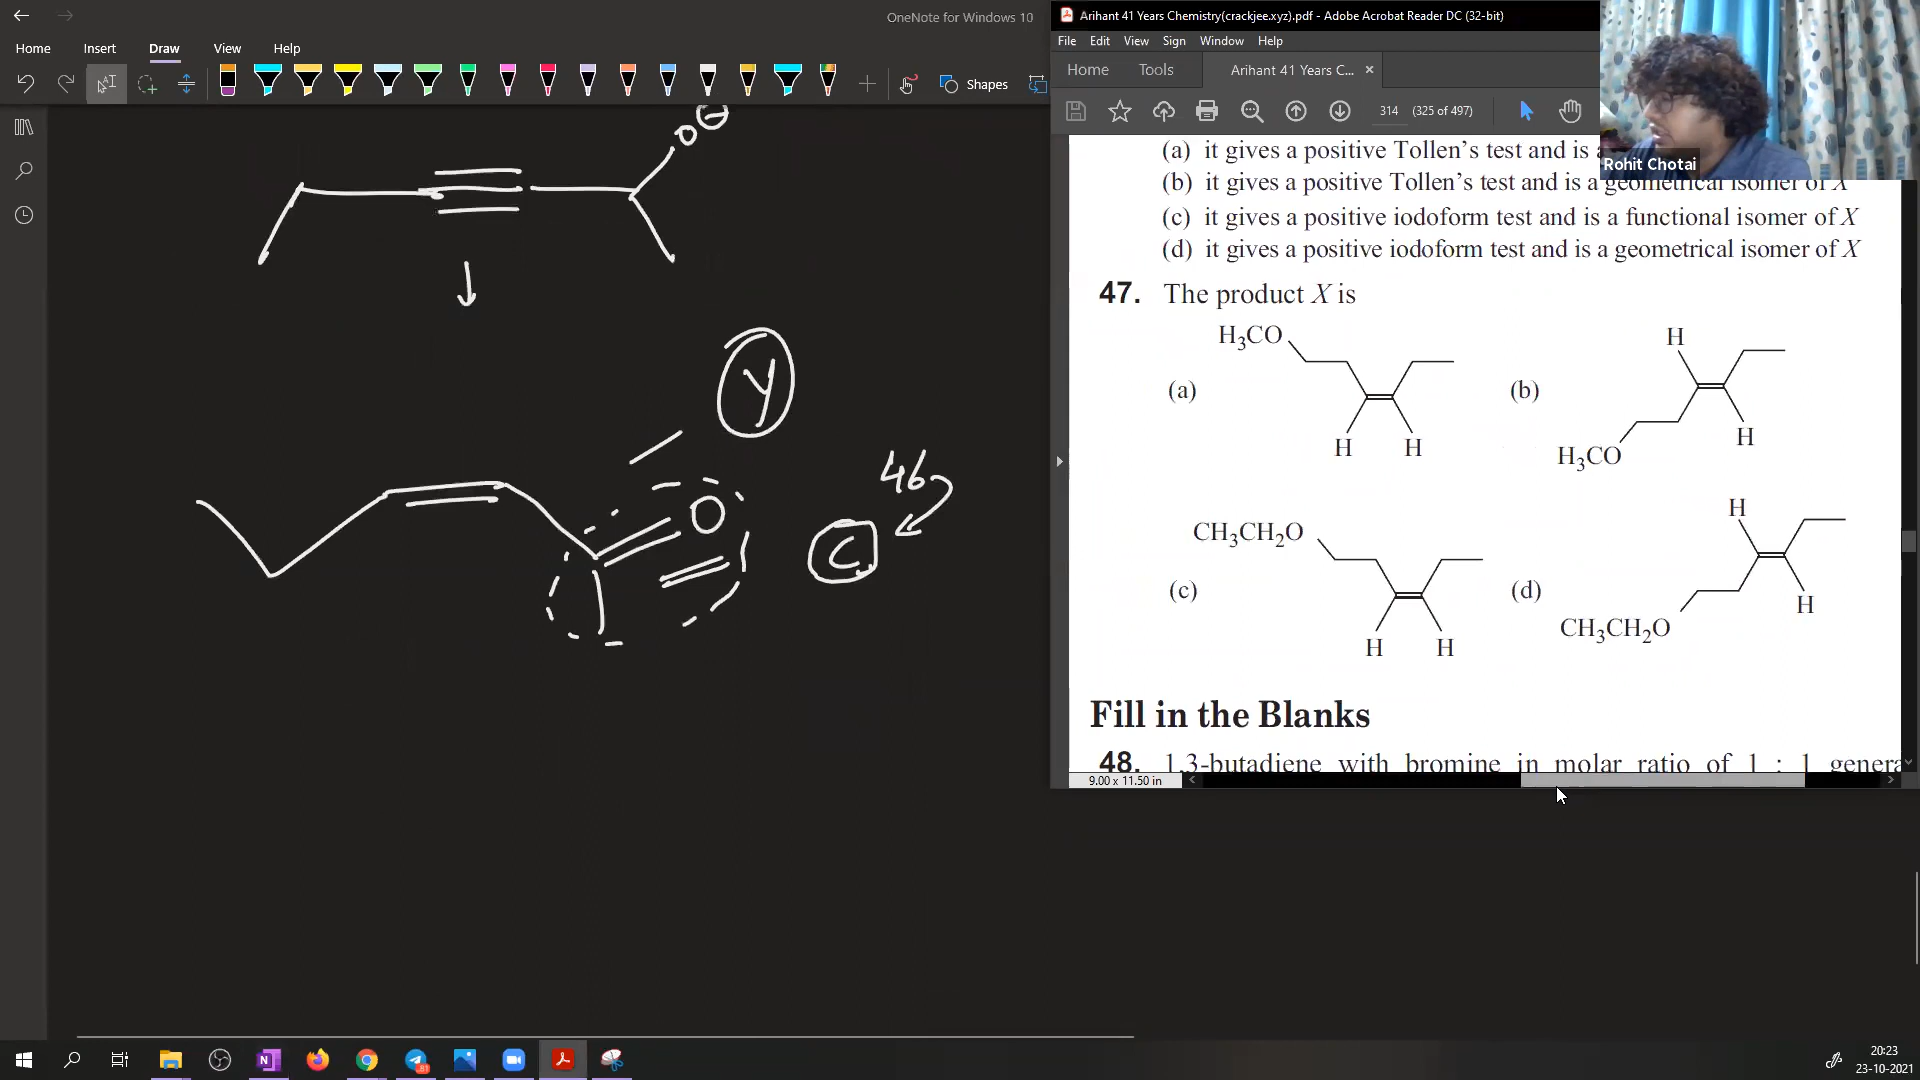 OneNote for Windows 10
Home Insert Draw View Help
Shapes
O
Y
O
46
C
Arihant 41 Years Chemistry(crackjee.xyz).pdf - Adobe Acrobat Reader DC (32-bit)
File Edit View Sign Window Help
Home Tools Arihant 41 Years C... ×
314 (325 of 497)
Rohit Chotai
(a) it gives a positive Tollen's test and is a
(b) it gives a positive Tollen's test and is a geometrical isomer of X
(c) it gives a positive iodoform test and is a functional isomer of X
(d) it gives a positive iodoform test and is a geometrical isomer of X
47. The product X is
(a) H₃CO H H
(b) H H H₃CO
(c) CH₃CH₂O H H
(d) H H CH₃CH₂O
Fill in the Blanks
48. 1,3-butadiene with bromine in molar ratio of 1 : 1
9.00 x 11.50 in
20:23
23-10-2021